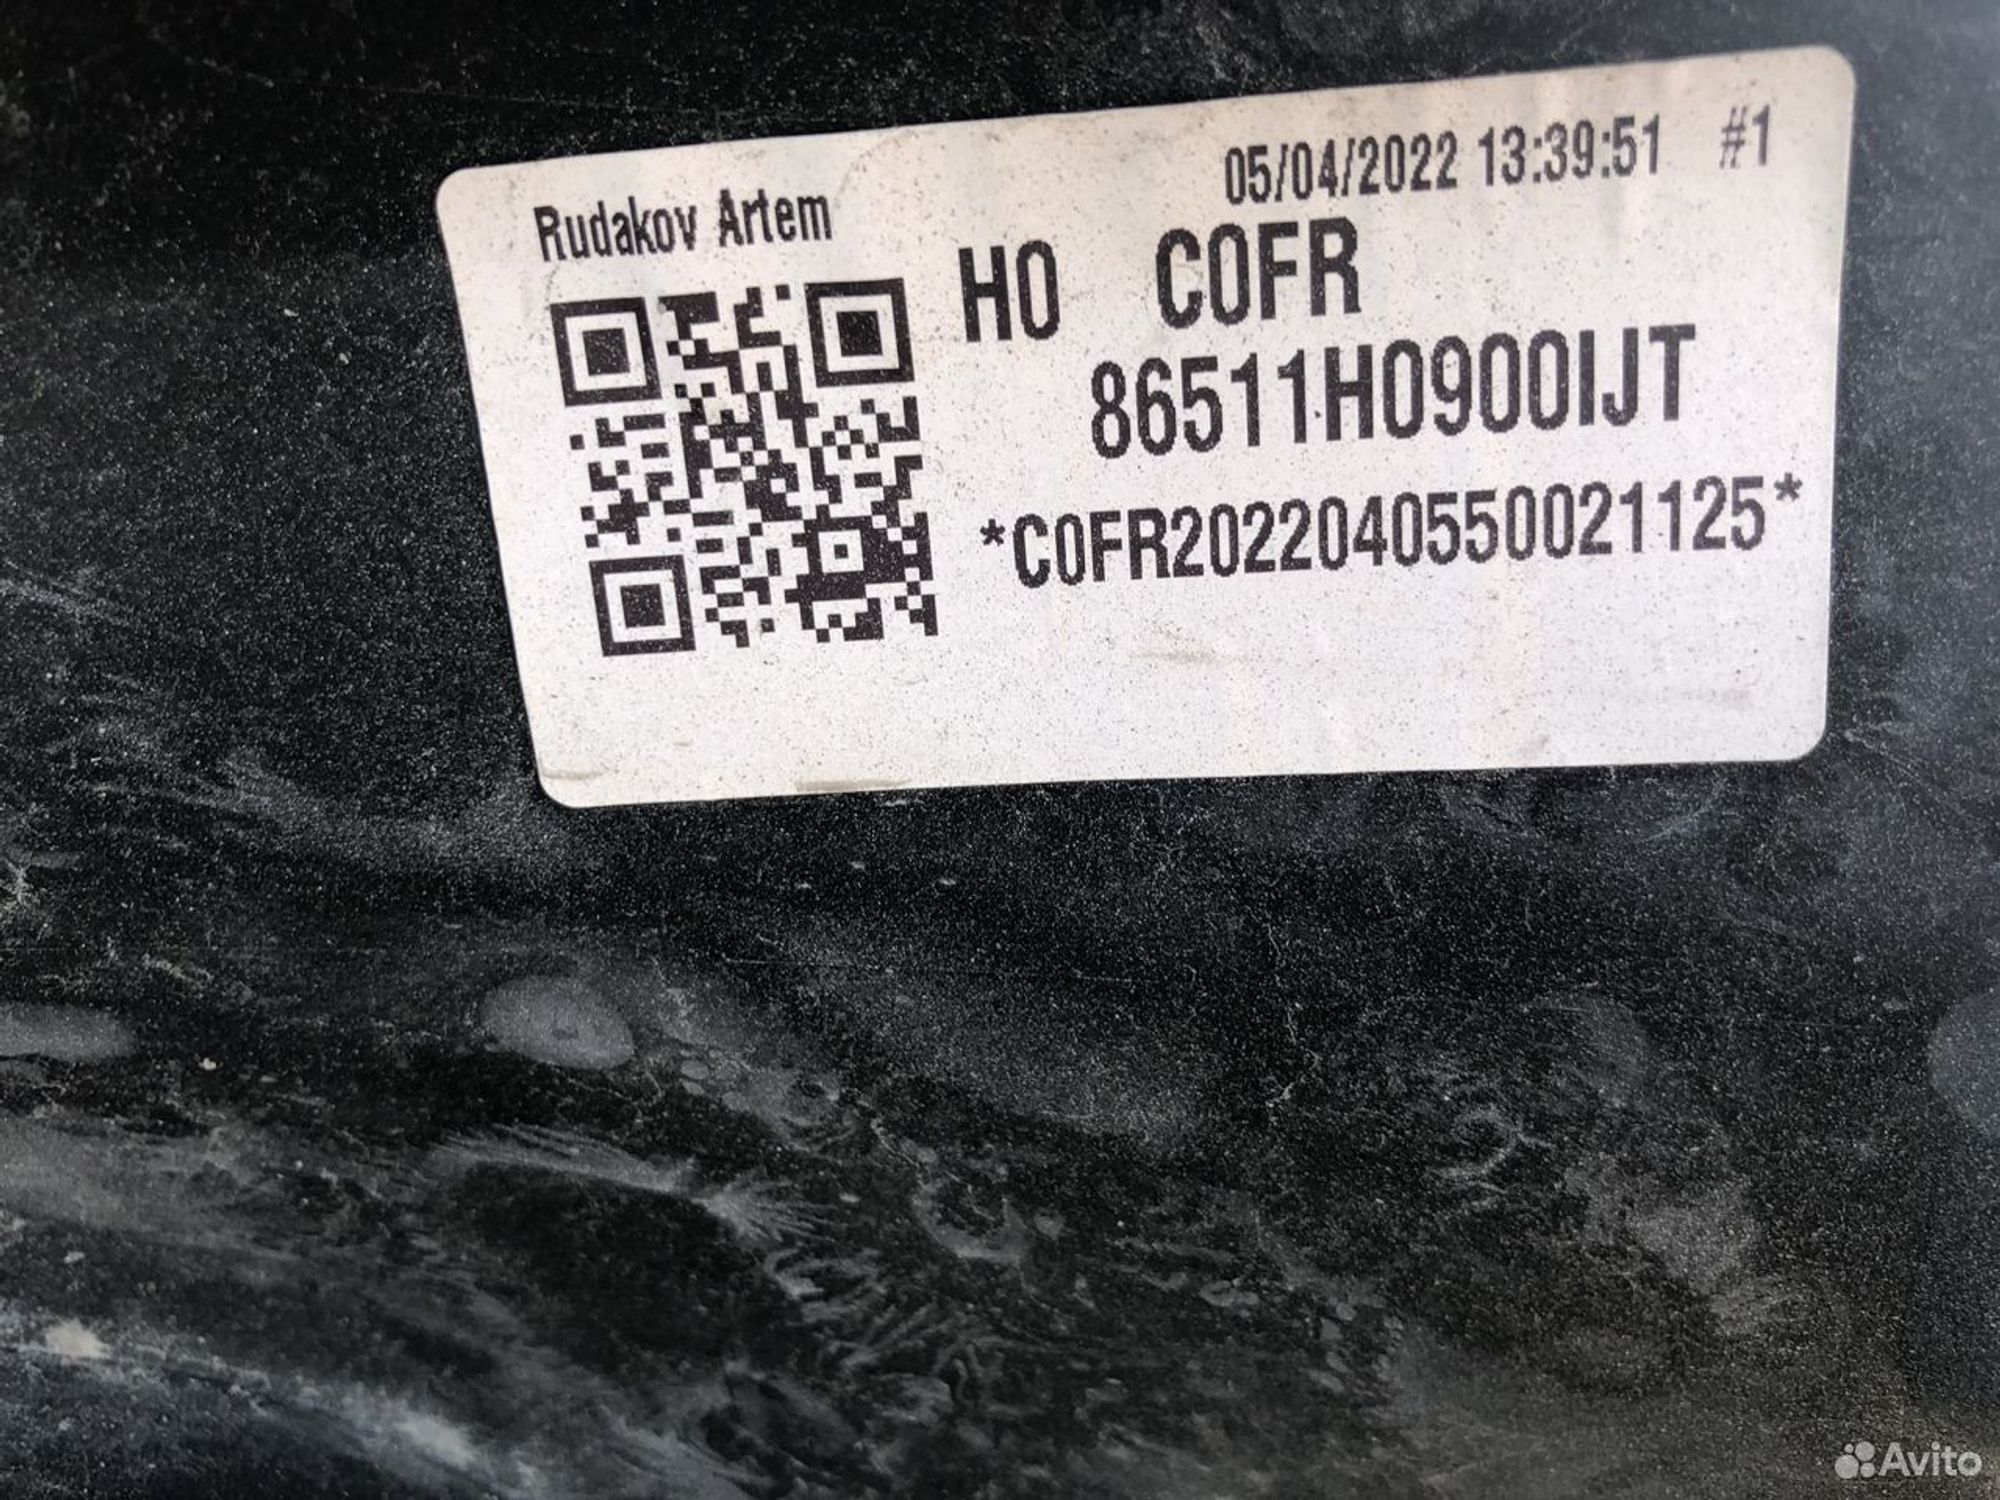 05/04/2022 13:39:51 #1
Rudakov Artem
H0 C0FR
86511H0900IJT
*C0FR2022040550021125*
Avito